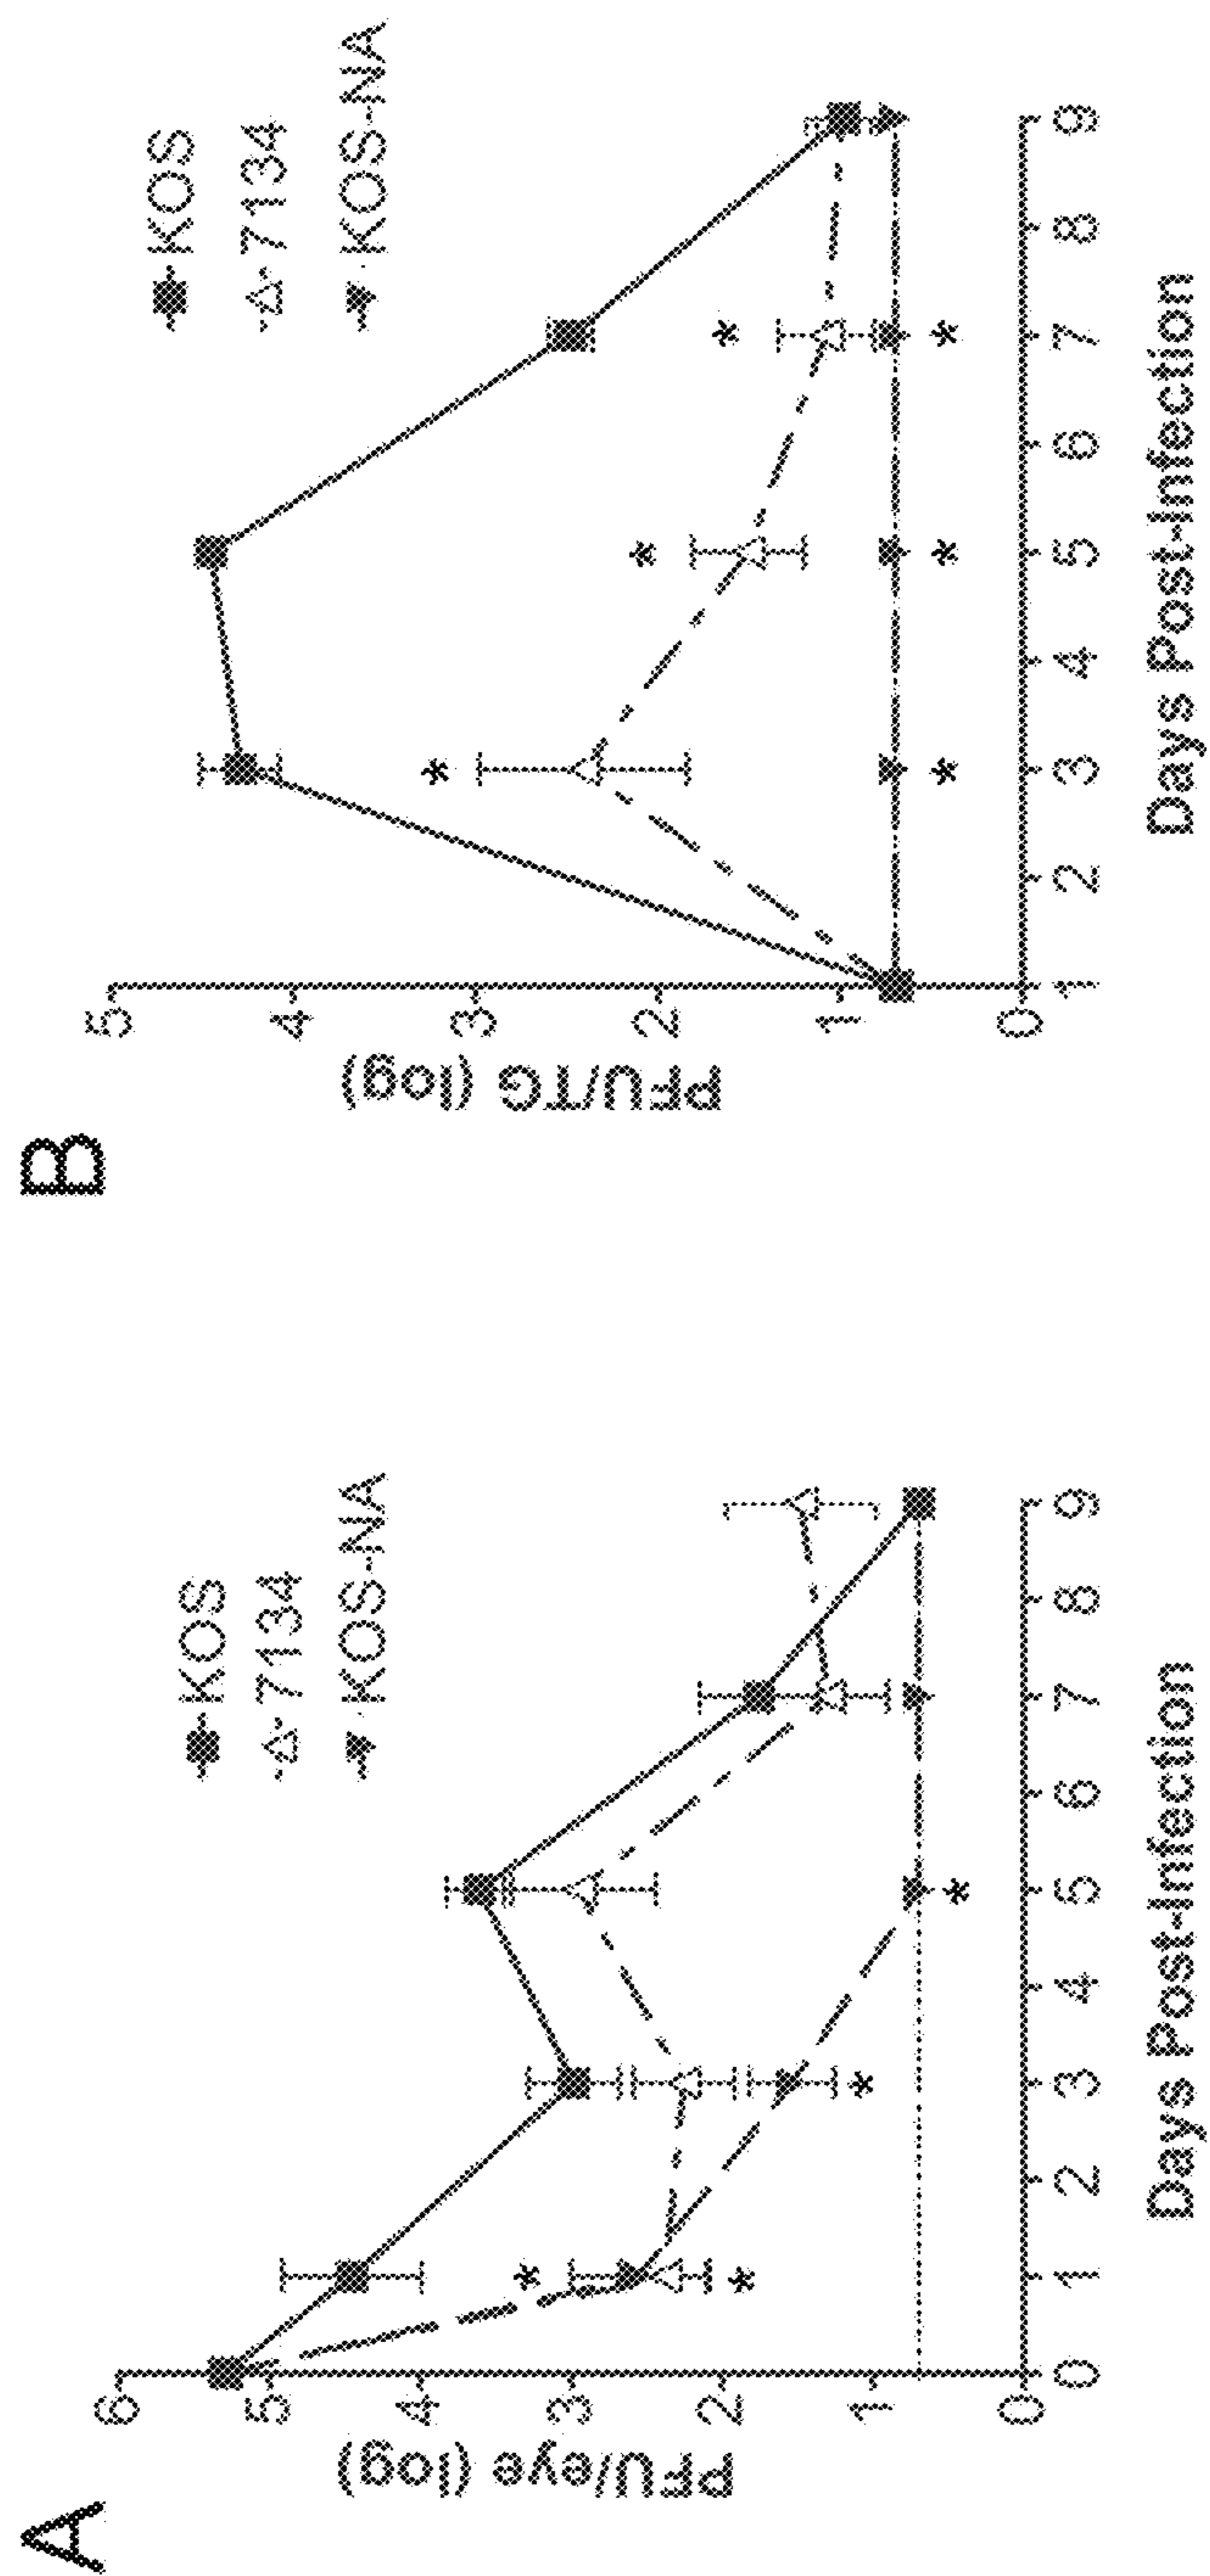 A
PFU/eye (log)
6
5
4
3
2
1
0
KOS
7134
KOS-NA
*
*
*
*
0 1 2 3 4 5 6 7 8 9
Days Post-Infection
B
PFU/TG (log)
5
4
3
2
1
0
KOS
7134
KOS-NA
*
*
*
*
*
*
1 2 3 4 5 6 7 8 9
Days Post-Infection